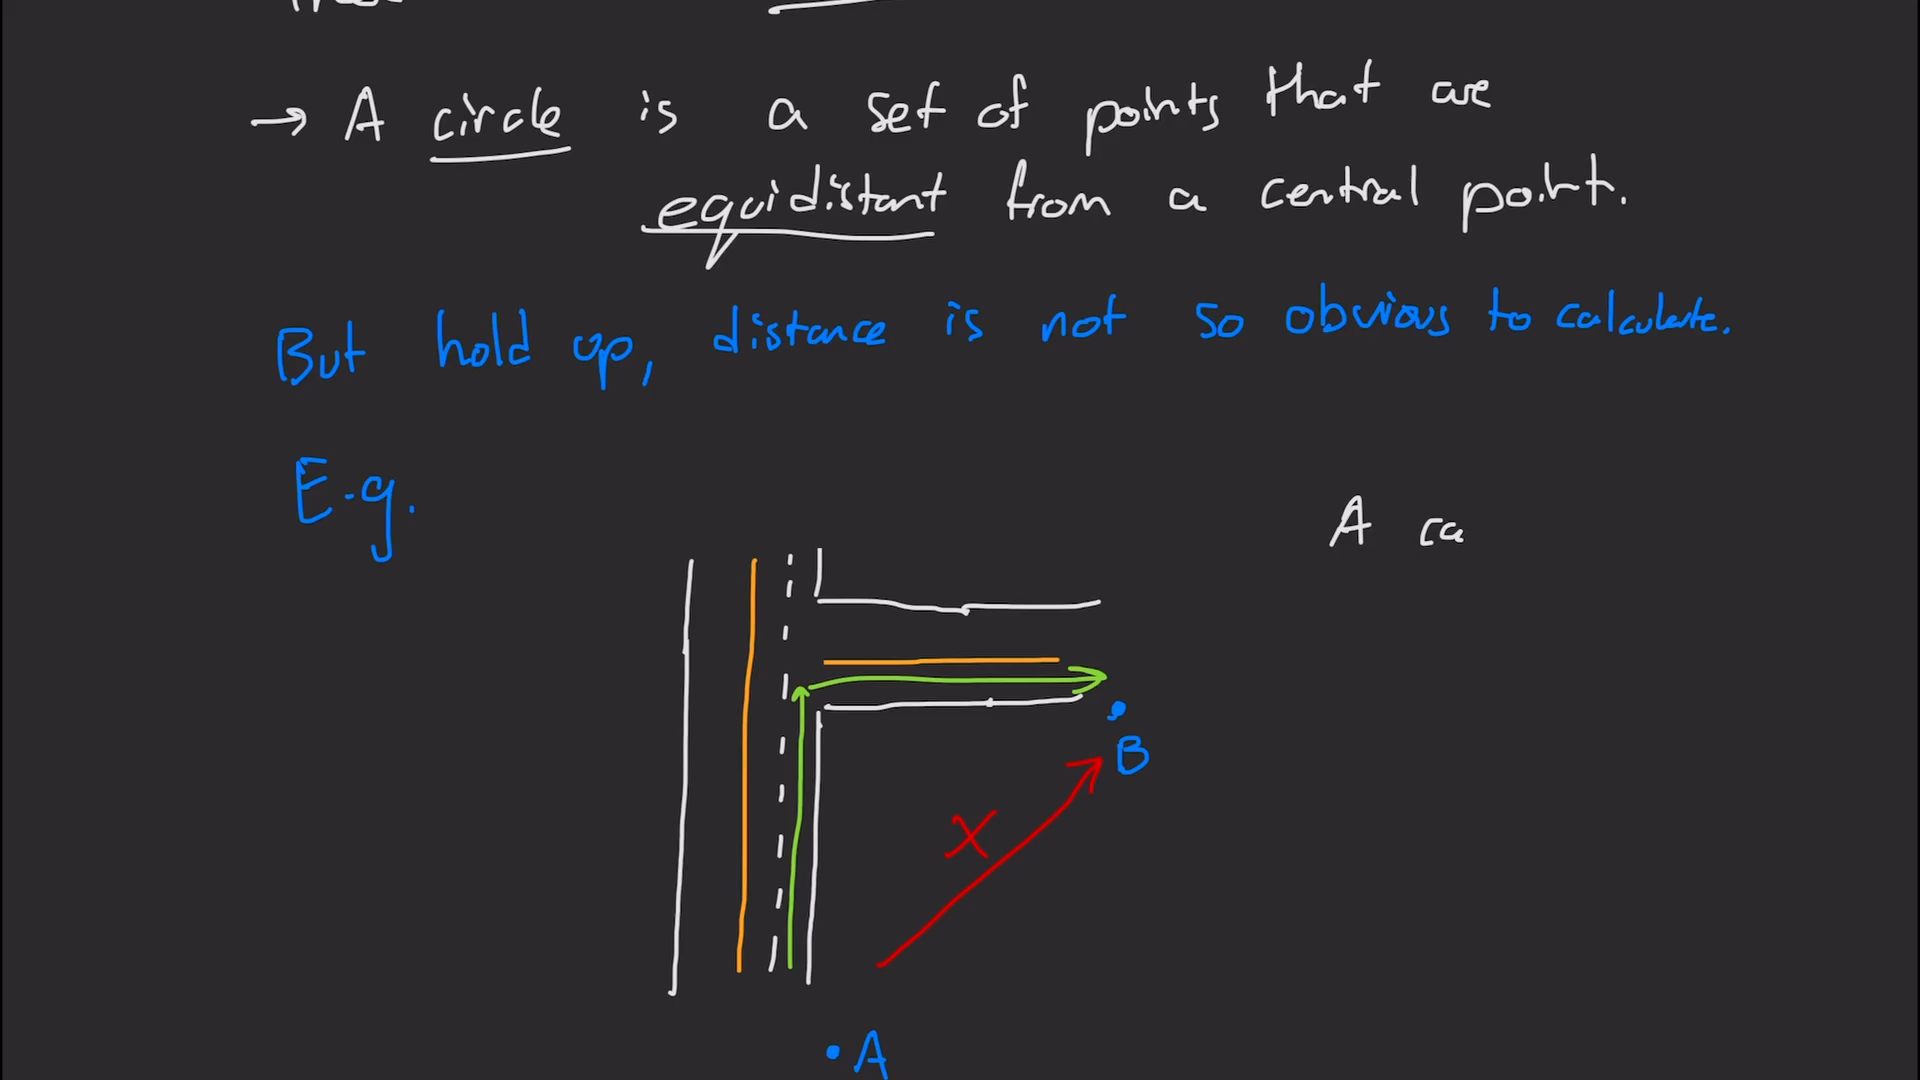 → A circle is a set of points that are
equidistant from a central point.
But hold up, distance is not so obvious to calculate.
E.g.
A ca
X
B
A